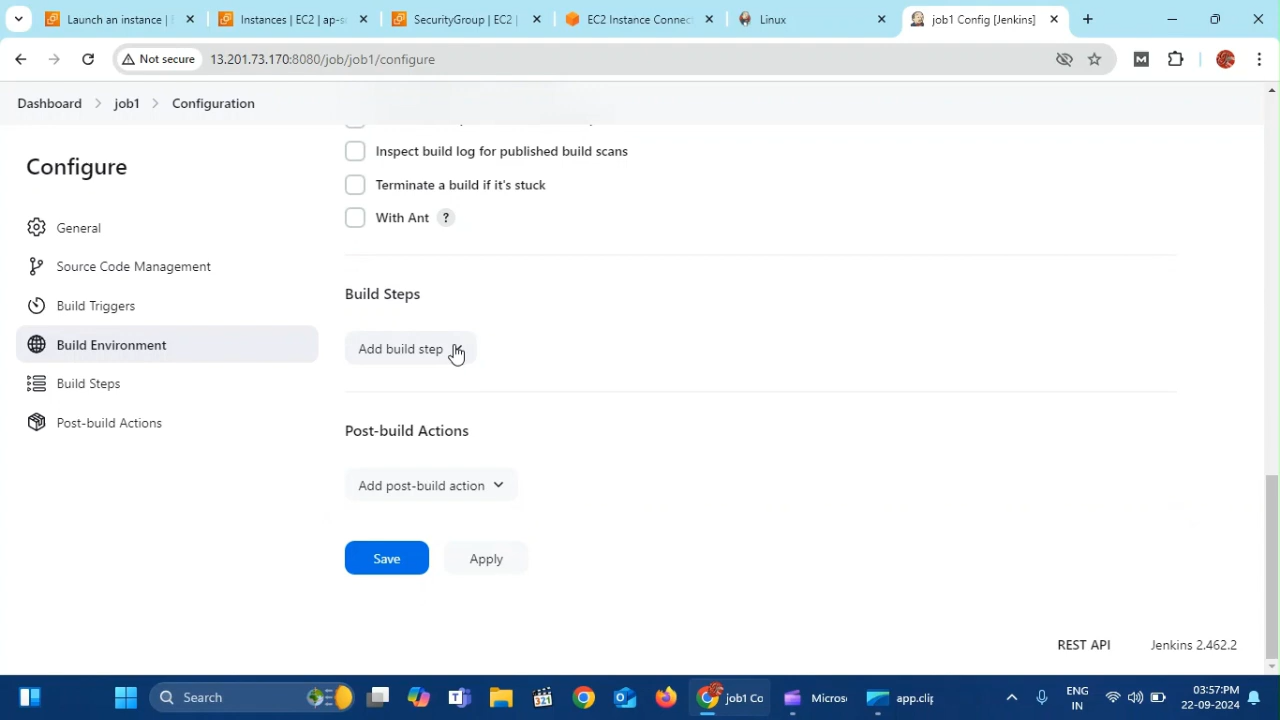 Launch an instance | E
Instances | EC2 | ap-s
SecurityGroup | EC2 |
EC2 Instance Connect
Linux
job1 Config [Jenkins]
Not secure
13.201.73.170:8080/job/job1/configure
Dashboard
job1
Configuration
Configure
General
Source Code Management
Build Triggers
Build Environment
Build Steps
Post-build Actions
Inspect build log for published build scans
Terminate a build if it's stuck
With Ant ?
Build Steps
Add build step
Post-build Actions
Add post-build action
Save
Apply
REST API
Jenkins 2.462.2
Search
job1 Co
Micros
app.clip
ENG
IN
03:57PM
22-09-2024